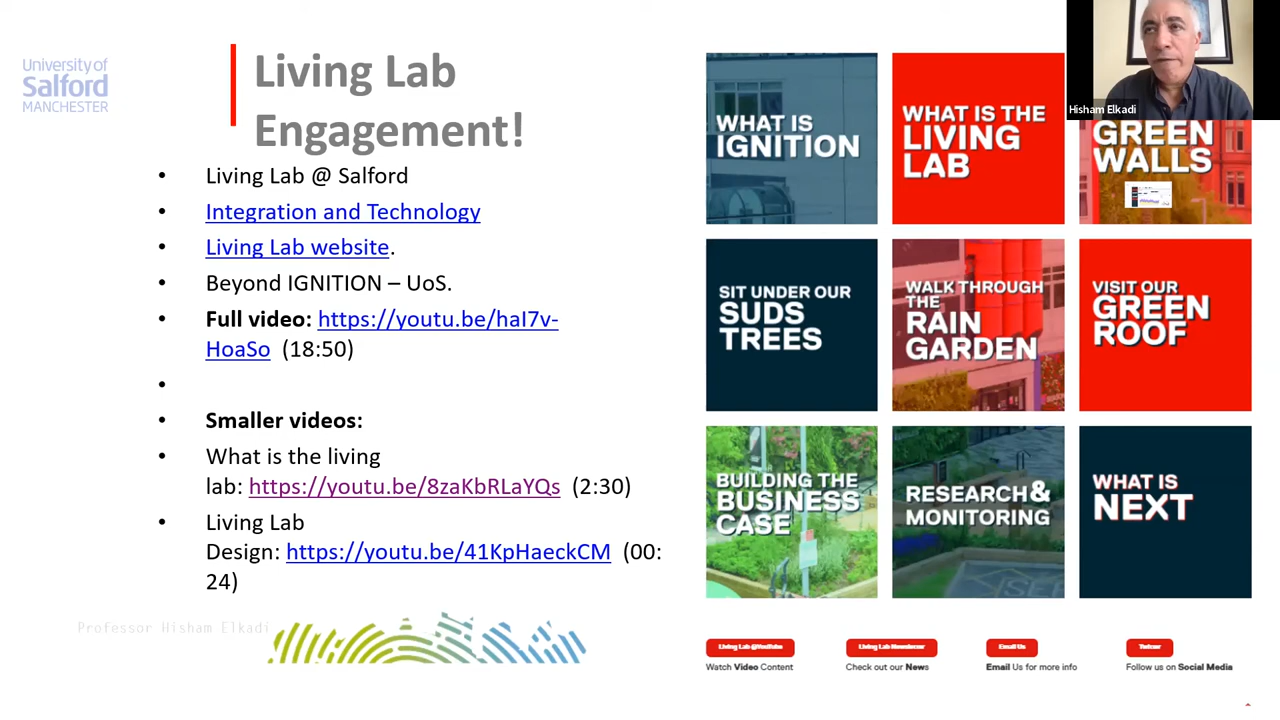 University of
Salford
MANCHESTER
Living Lab
Engagement!
• Living Lab @ Salford
• Integration and Technology
• Living Lab website.
• Beyond IGNITION – UoS.
• Full video: https://youtu.be/haI7v-
HoaSo (18:50)
•
• Smaller videos:
• What is the living
lab: https://youtu.be/8zaKbRLaYQs (2:30)
• Living Lab
Design: https://youtu.be/41KpHaeckCM (00:
24)
Professor Hisham Elkadi
WHAT IS
IGNITION
WHAT IS THE
LIVING
LAB
Hisham Elkadi
GREEN
WALLS
SIT UNDER OUR
SUDS
TREES
WALK THROUGH
THE
RAIN
GARDEN
VISIT OUR
GREEN
ROOF
BUILDING THE
BUSINESS
CASE
RESEARCH&
MONITORING
WHAT IS
NEXT
Living Lab @YouTube
Watch Video Content
Living Lab Newsletter
Check out our News
Email Us
Email Us for more info
Twitter
Follow us on Social Media